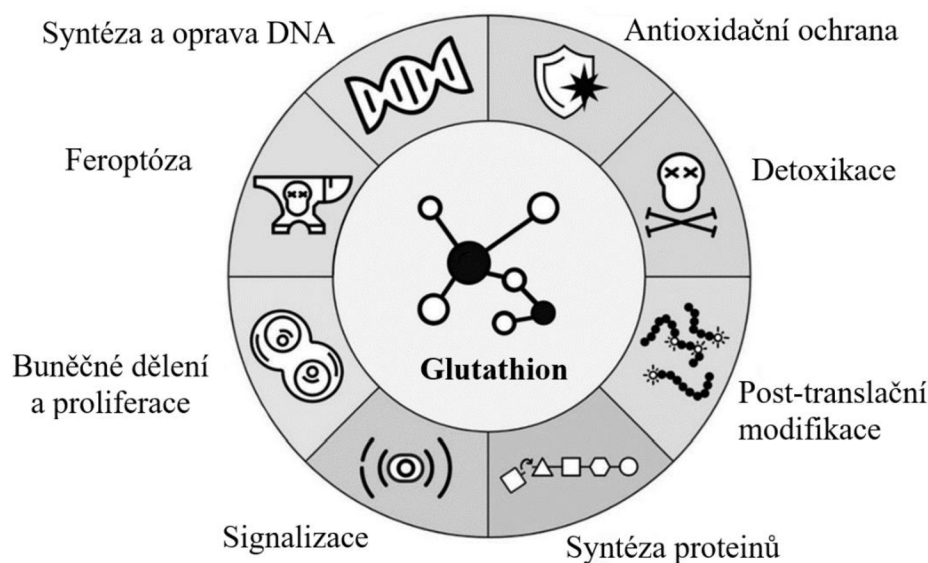 Syntéza a oprava DNA
Antioxidační ochrana
Feroptóza
Detoxikace
Glutathion
Buněčné dělení
a proliferace
Post-translační
modifikace
Signalizace
Syntéza proteinů